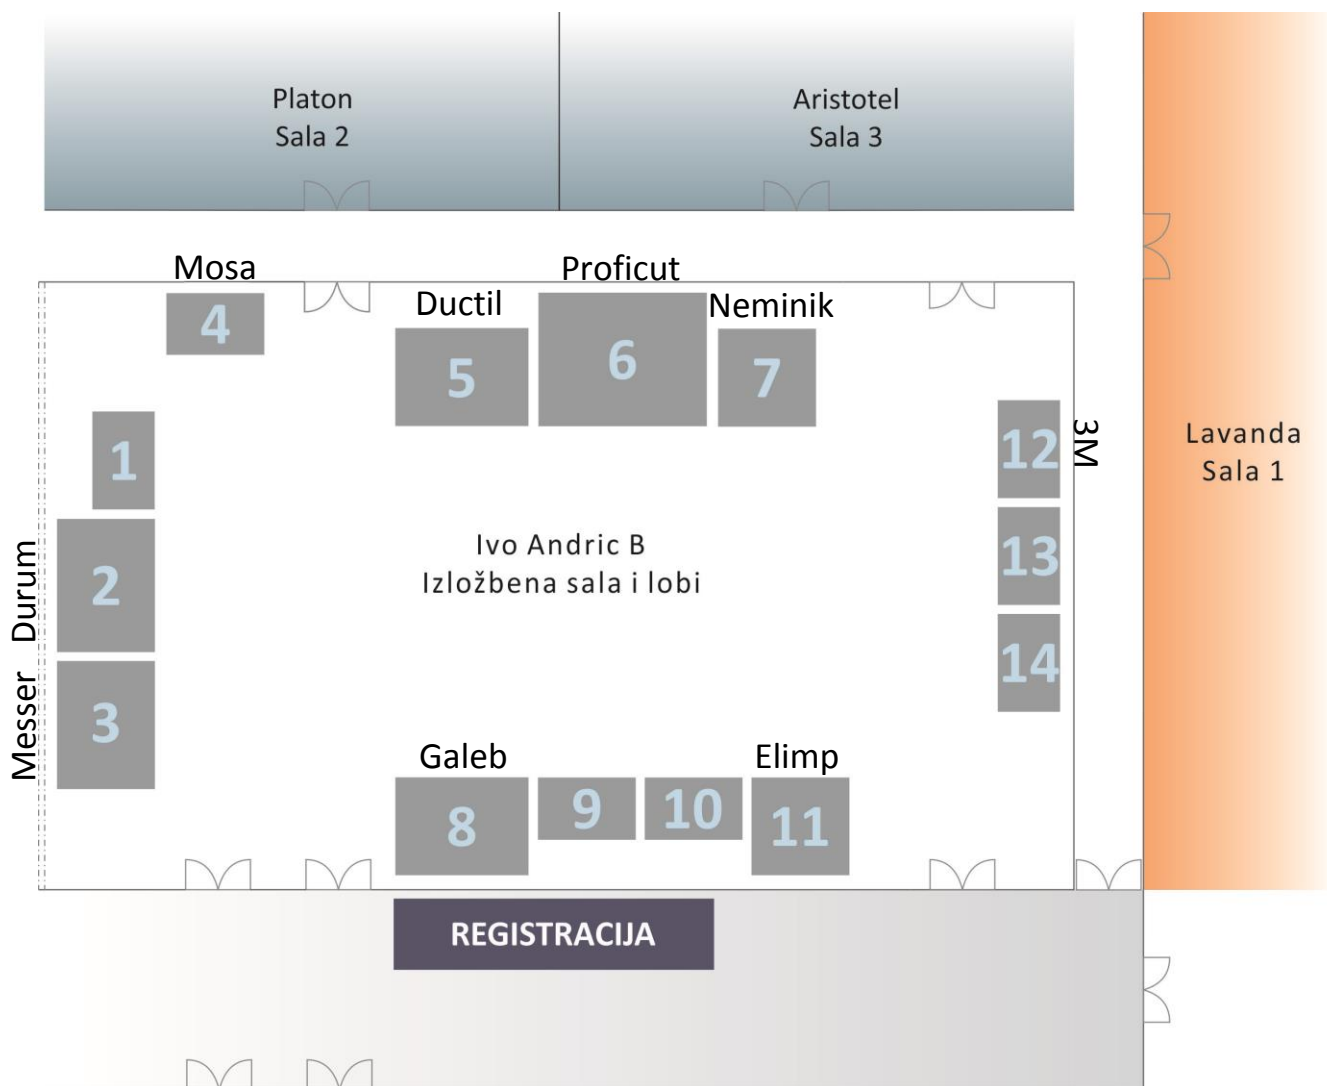 Platon
Sala 2
Aristotel
Sala 3
Mosa
Proficut
Ductil
Neminik
4
5
6
7
1
12
3M
Lavanda
Sala 1
Ivo Andric B
Izložbena sala i lobi
2
Durum
13
14
3
Messer
Galeb
Elimp
8
9
10
11
REGISTRACIJA